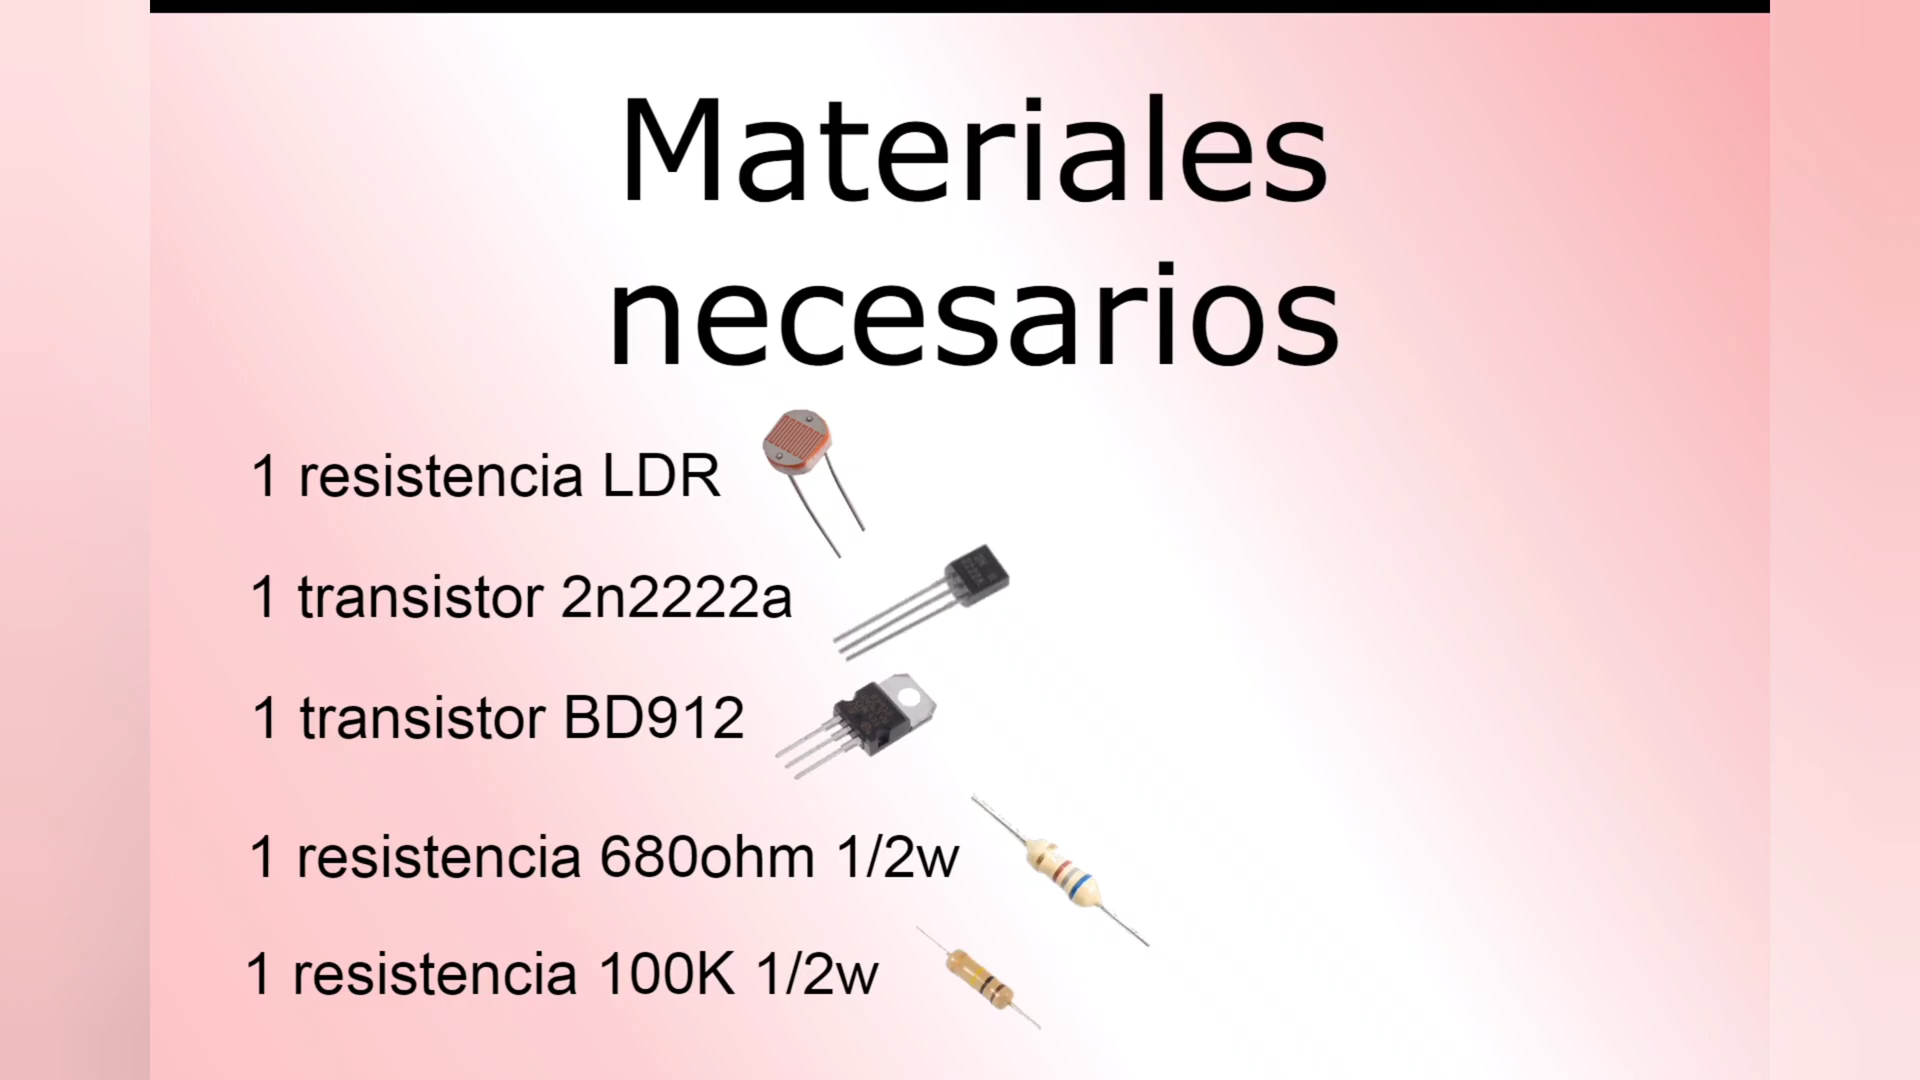 Materiales
necesarios
1 resistencia LDR
1 transistor 2n2222a
1 transistor BD912
1 resistencia 680ohm 1/2w
1 resistencia 100K 1/2w